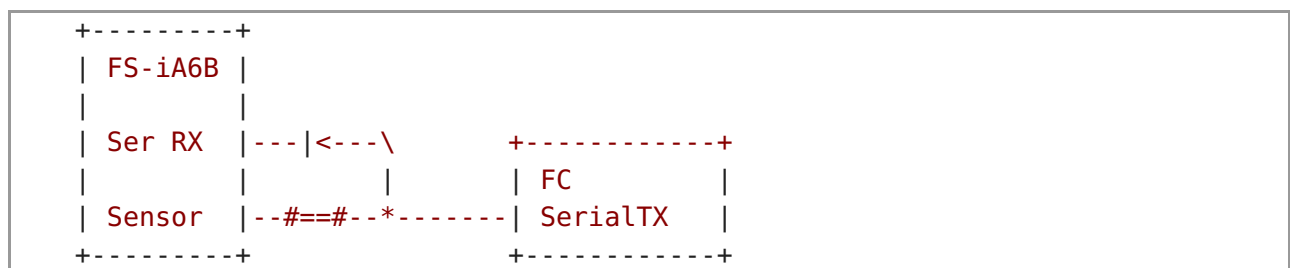 +---------+
| FS-iA6B |
|         |
| Ser RX  |---|<---\       +------------+
|         |        |       | FC         |
| Sensor  |--#==#--*-------| SerialTX   |
+---------+                +------------+